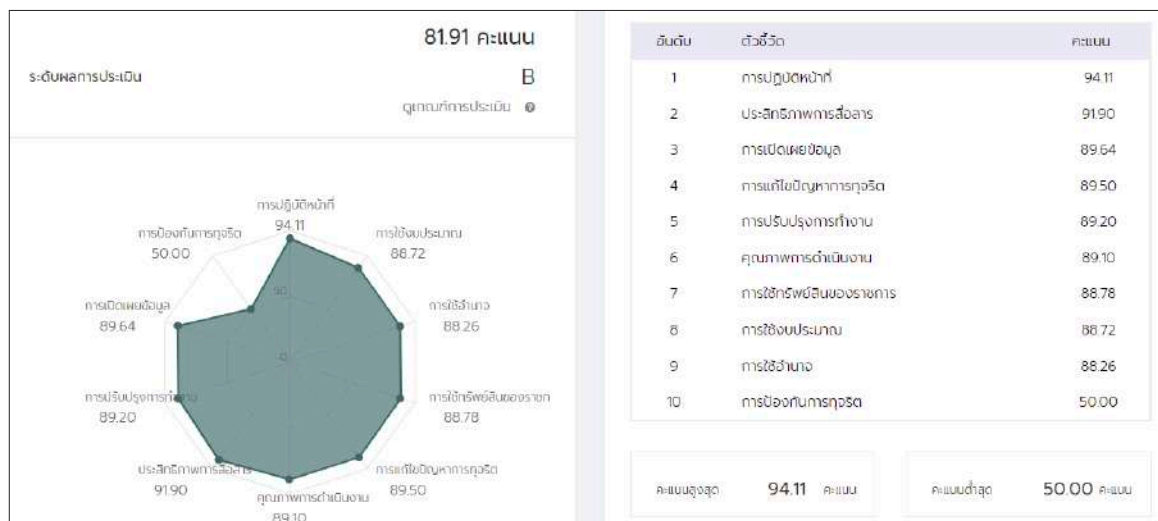 81.91 คะแนน
ระดับผลการประเมิน
B
ดูเกณฑ์การประเมิน
การปฏิบัติหน้าที่
94.11
การใช้งบประมาณ
88.72
การใช้อำนาจ
88.26
การใช้ทรัพย์สินของราชก
88.78
การแก้ไขปัญหาการทุจริต
89.50
คุณภาพการดำเนินงาน
89.10
ประสิทธิภาพการสื่อสาร
91.90
การปรับปรุงการทำงาน
89.20
การเปิดเผยข้อมูล
89.64
การป้องกันการทุจริต
50.00
50
0
อันดับ ตัวชี้วัด คะแนน
1 การปฏิบัติหน้าที่ 94.11
2 ประสิทธิภาพการสื่อสาร 91.90
3 การเปิดเผยข้อมูล 89.64
4 การแก้ไขปัญหาการทุจริต 89.50
5 การปรับปรุงการทำงาน 89.20
6 คุณภาพการดำเนินงาน 89.10
7 การใช้ทรัพย์สินของราชการ 88.78
8 การใช้งบประมาณ 88.72
9 การใช้อำนาจ 88.26
10 การป้องกันการทุจริต 50.00
คะแนนสูงสุด 94.11 คะแนน
คะแนนต่ำสุด 50.00 คะแนน